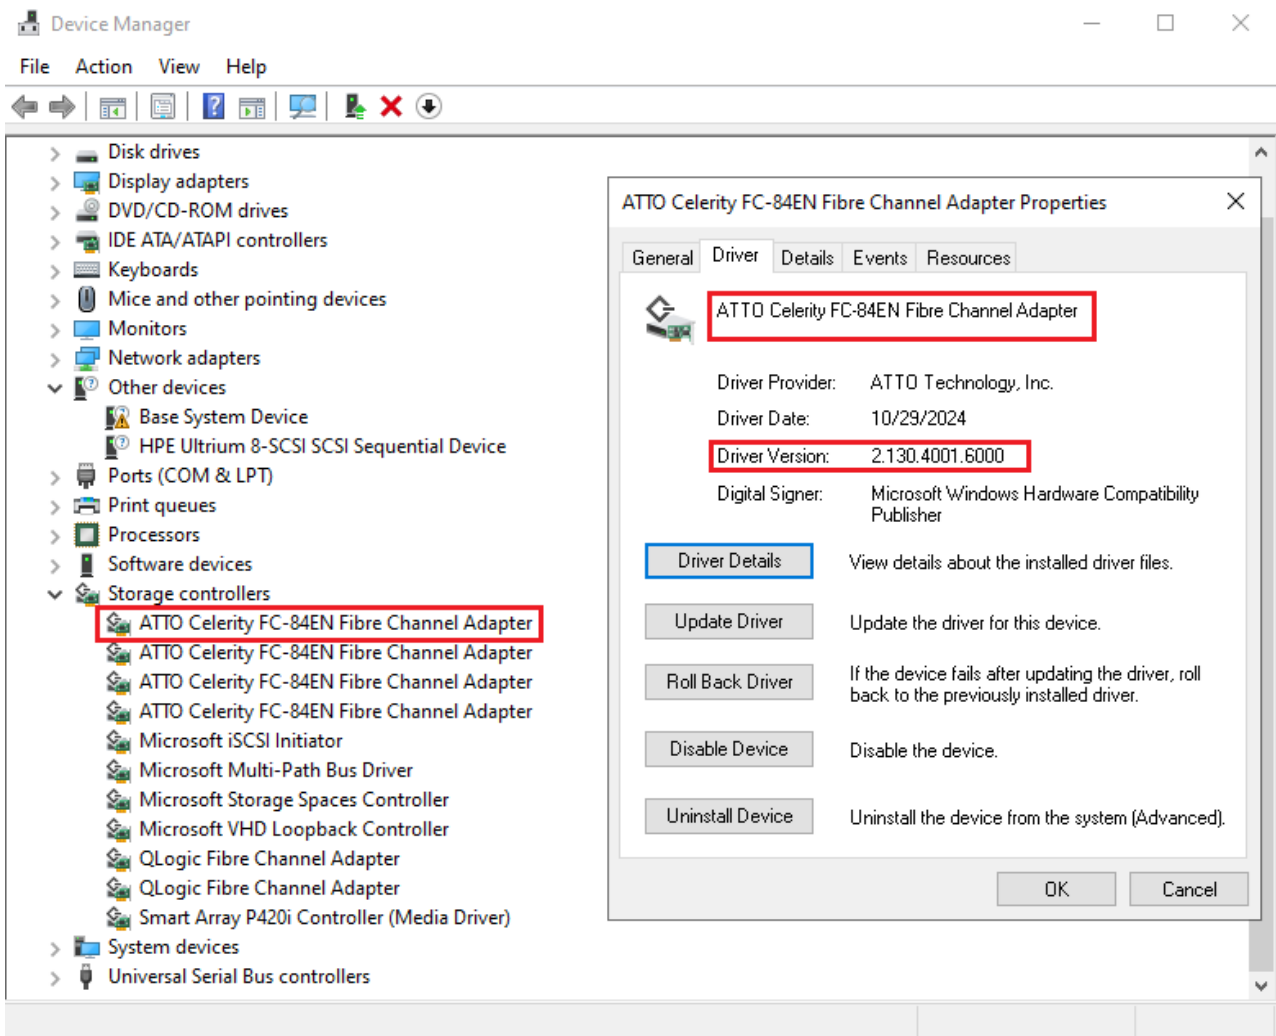 Device Manager
File Action View Help
Disk drives
Display adapters
DVD/CD-ROM drives
IDE ATA/ATAPI controllers
Keyboards
Mice and other pointing devices
Monitors
Network adapters
Other devices
Base System Device
HPE Ultrium 8-SCSI SCSI Sequential Device
Ports (COM & LPT)
Print queues
Processors
Software devices
Storage controllers
ATTO Celerity FC-84EN Fibre Channel Adapter
ATTO Celerity FC-84EN Fibre Channel Adapter
ATTO Celerity FC-84EN Fibre Channel Adapter
ATTO Celerity FC-84EN Fibre Channel Adapter
Microsoft iSCSI Initiator
Microsoft Multi-Path Bus Driver
Microsoft Storage Spaces Controller
Microsoft VHD Loopback Controller
QLogic Fibre Channel Adapter
QLogic Fibre Channel Adapter
Smart Array P420i Controller (Media Driver)
System devices
Universal Serial Bus controllers
ATTO Celerity FC-84EN Fibre Channel Adapter Properties
General Driver Details Events Resources
ATTO Celerity FC-84EN Fibre Channel Adapter
Driver Provider: ATTO Technology, Inc.
Driver Date: 10/29/2024
Driver Version: 2.130.4001.6000
Digital Signer: Microsoft Windows Hardware Compatibility
Publisher
Driver Details View details about the installed driver files.
Update Driver Update the driver for this device.
Roll Back Driver If the device fails after updating the driver, roll
back to the previously installed driver.
Disable Device Disable the device.
Uninstall Device Uninstall the device from the system (Advanced).
OK Cancel